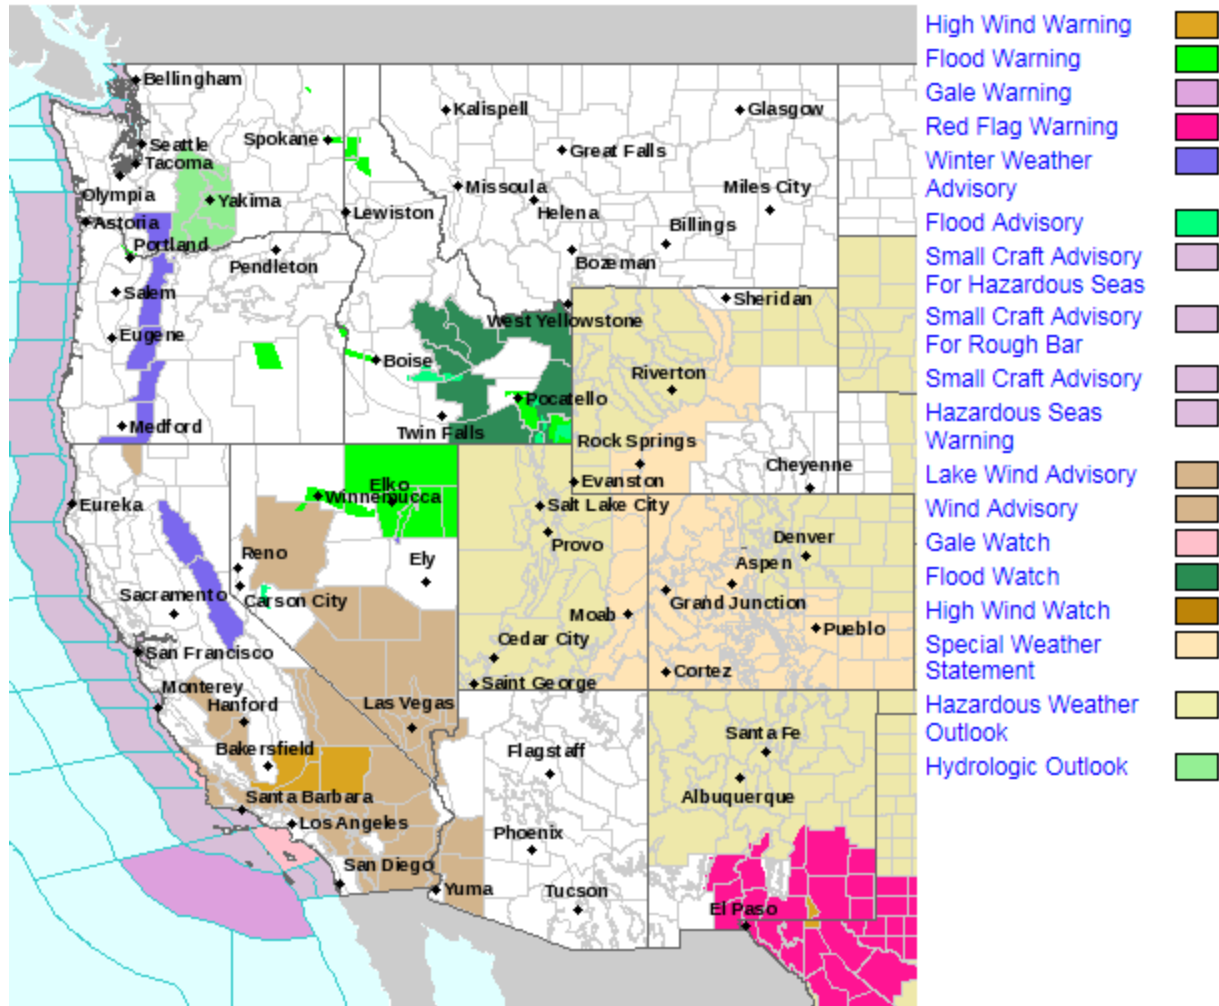 High Wind Warning
Flood Warning
Gale Warning
Red Flag Warning
Winter Weather
Advisory
Flood Advisory
Small Craft Advisory
For Hazardous Seas
Small Craft Advisory
For Rough Bar
Small Craft Advisory
Hazardous Seas
Warning
Lake Wind Advisory
Wind Advisory
Gale Watch
Flood Watch
High Wind Watch
Special Weather
Statement
Hazardous Weather
Outlook
Hydrologic Outlook
Bellingham
Kalispell
Glasgow
Seattle
Spokane
Great Falls
Tacoma
Missoula
Miles City
Olympia
Yakima
Helena
Lewiston
Astoria
Billings
Portland
Pendleton
Bozeman
Salem
Sheridan
West Yellowstone
Eugene
Boise
Riverton
Pocatello
Medford
Twin Falls
Rock Springs
Cheyenne
Elko
Evanston
Winnemucca
Eureka
Salt Lake City
Denver
Provo
Reno
Ely
Aspen
Sacramento
Carson City
Grand Junction
Moab
Pueblo
Cedar City
San Francisco
Cortez
Saint George
Monterey
Hanford
Las Vegas
Santa Fe
Bakersfield
Flagstaff
Santa Barbara
Albuquerque
Los Angeles
Phoenix
San Diego
Yuma
Tucson
El Paso